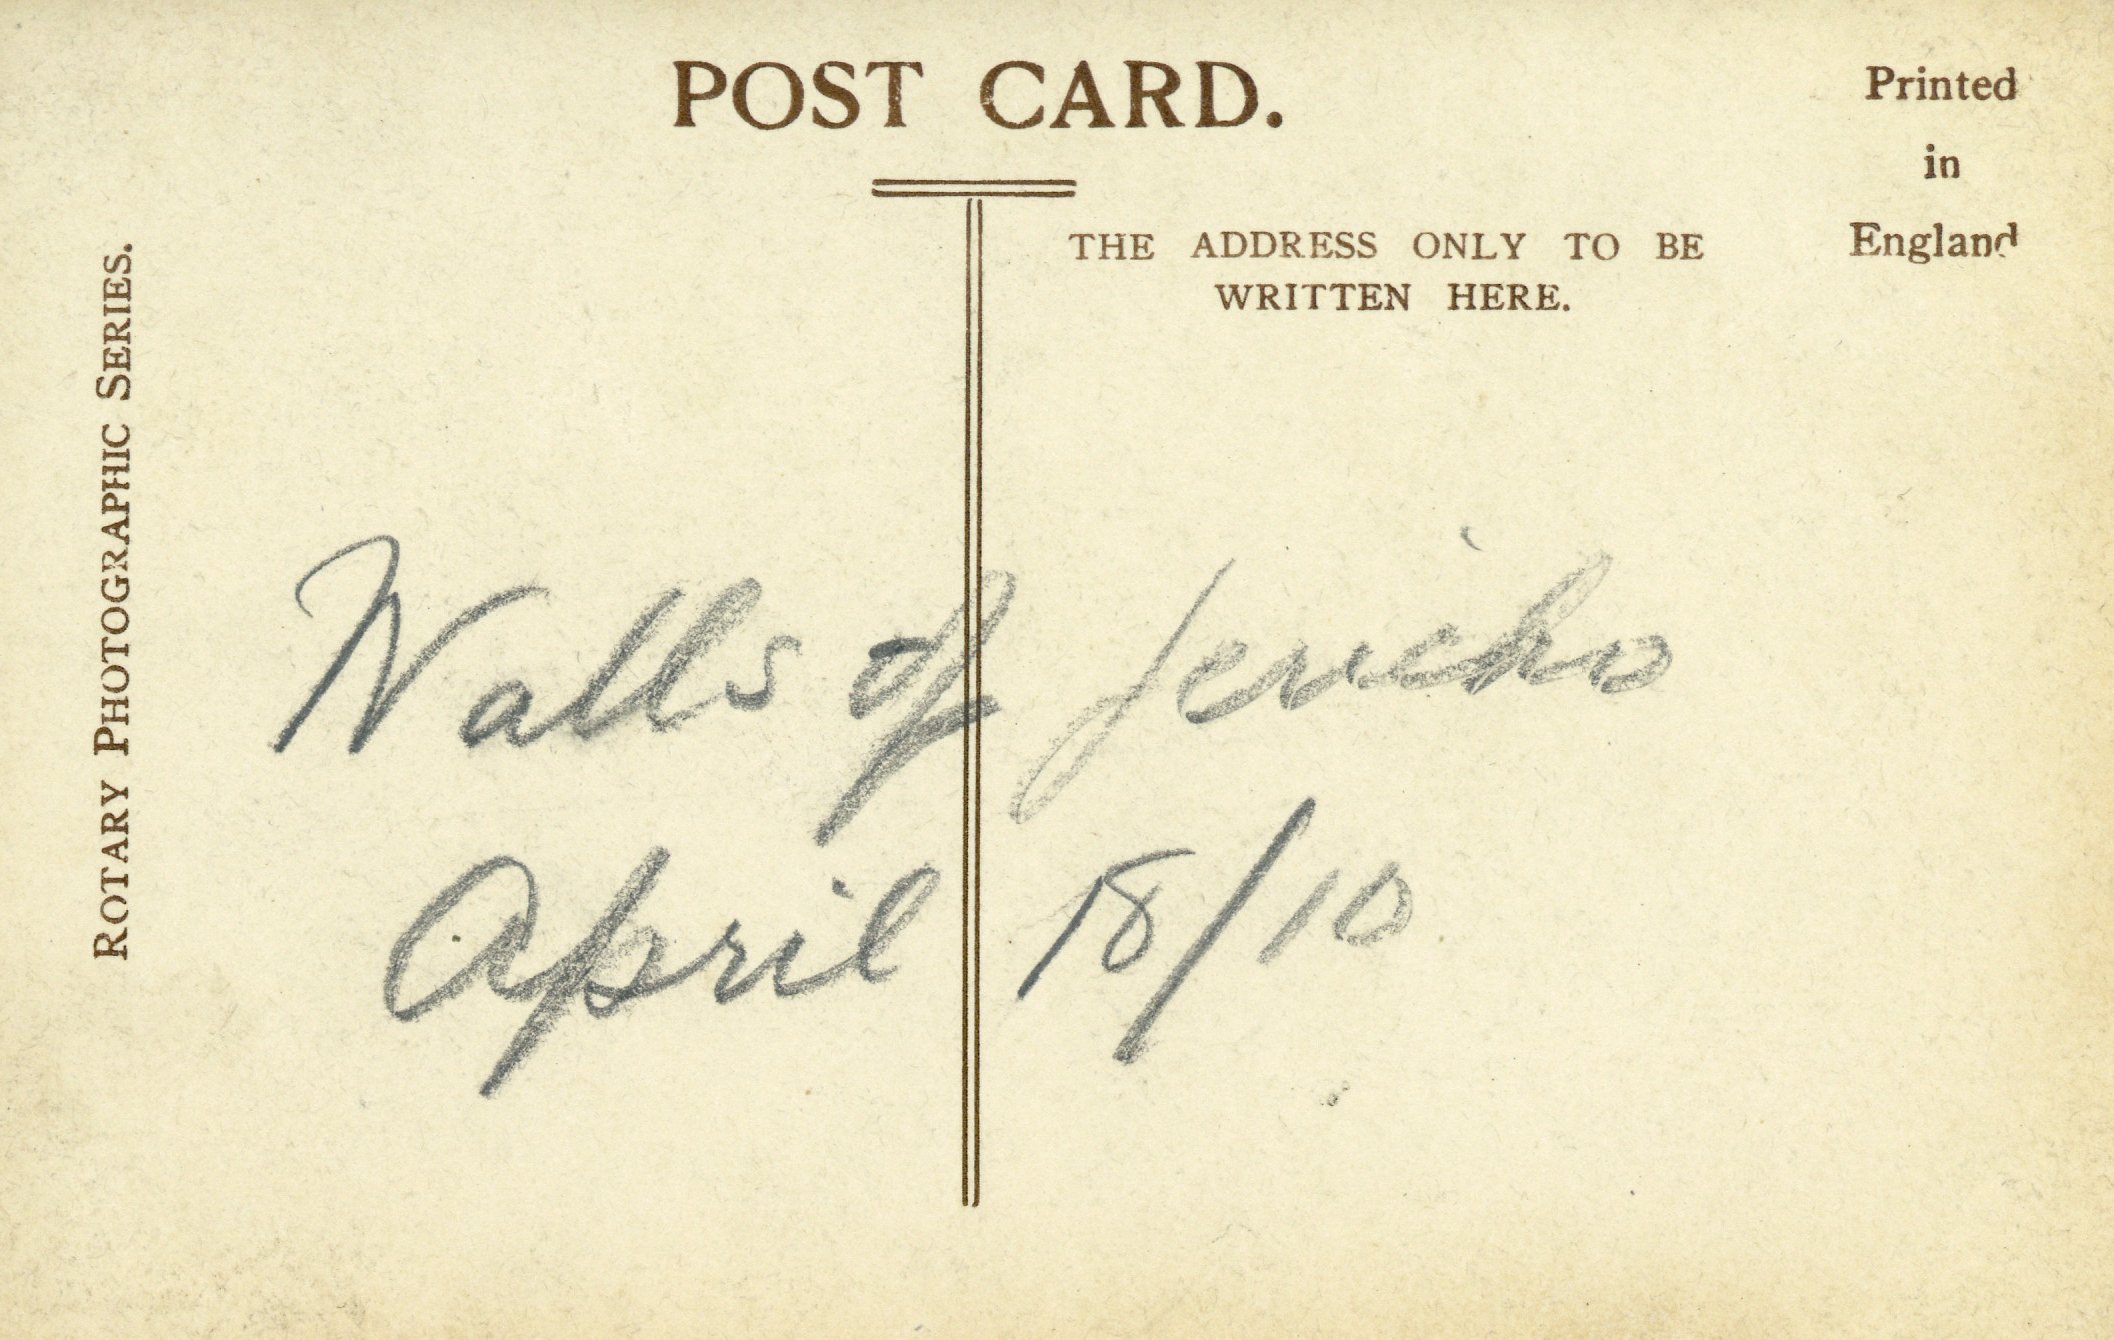 POST CARD.
Printed
in
England
THE ADDRESS ONLY TO BE
WRITTEN HERE.
ROTARY PHOTOGRAPHIC SERIES.
Walls of Jericho
April 18/10